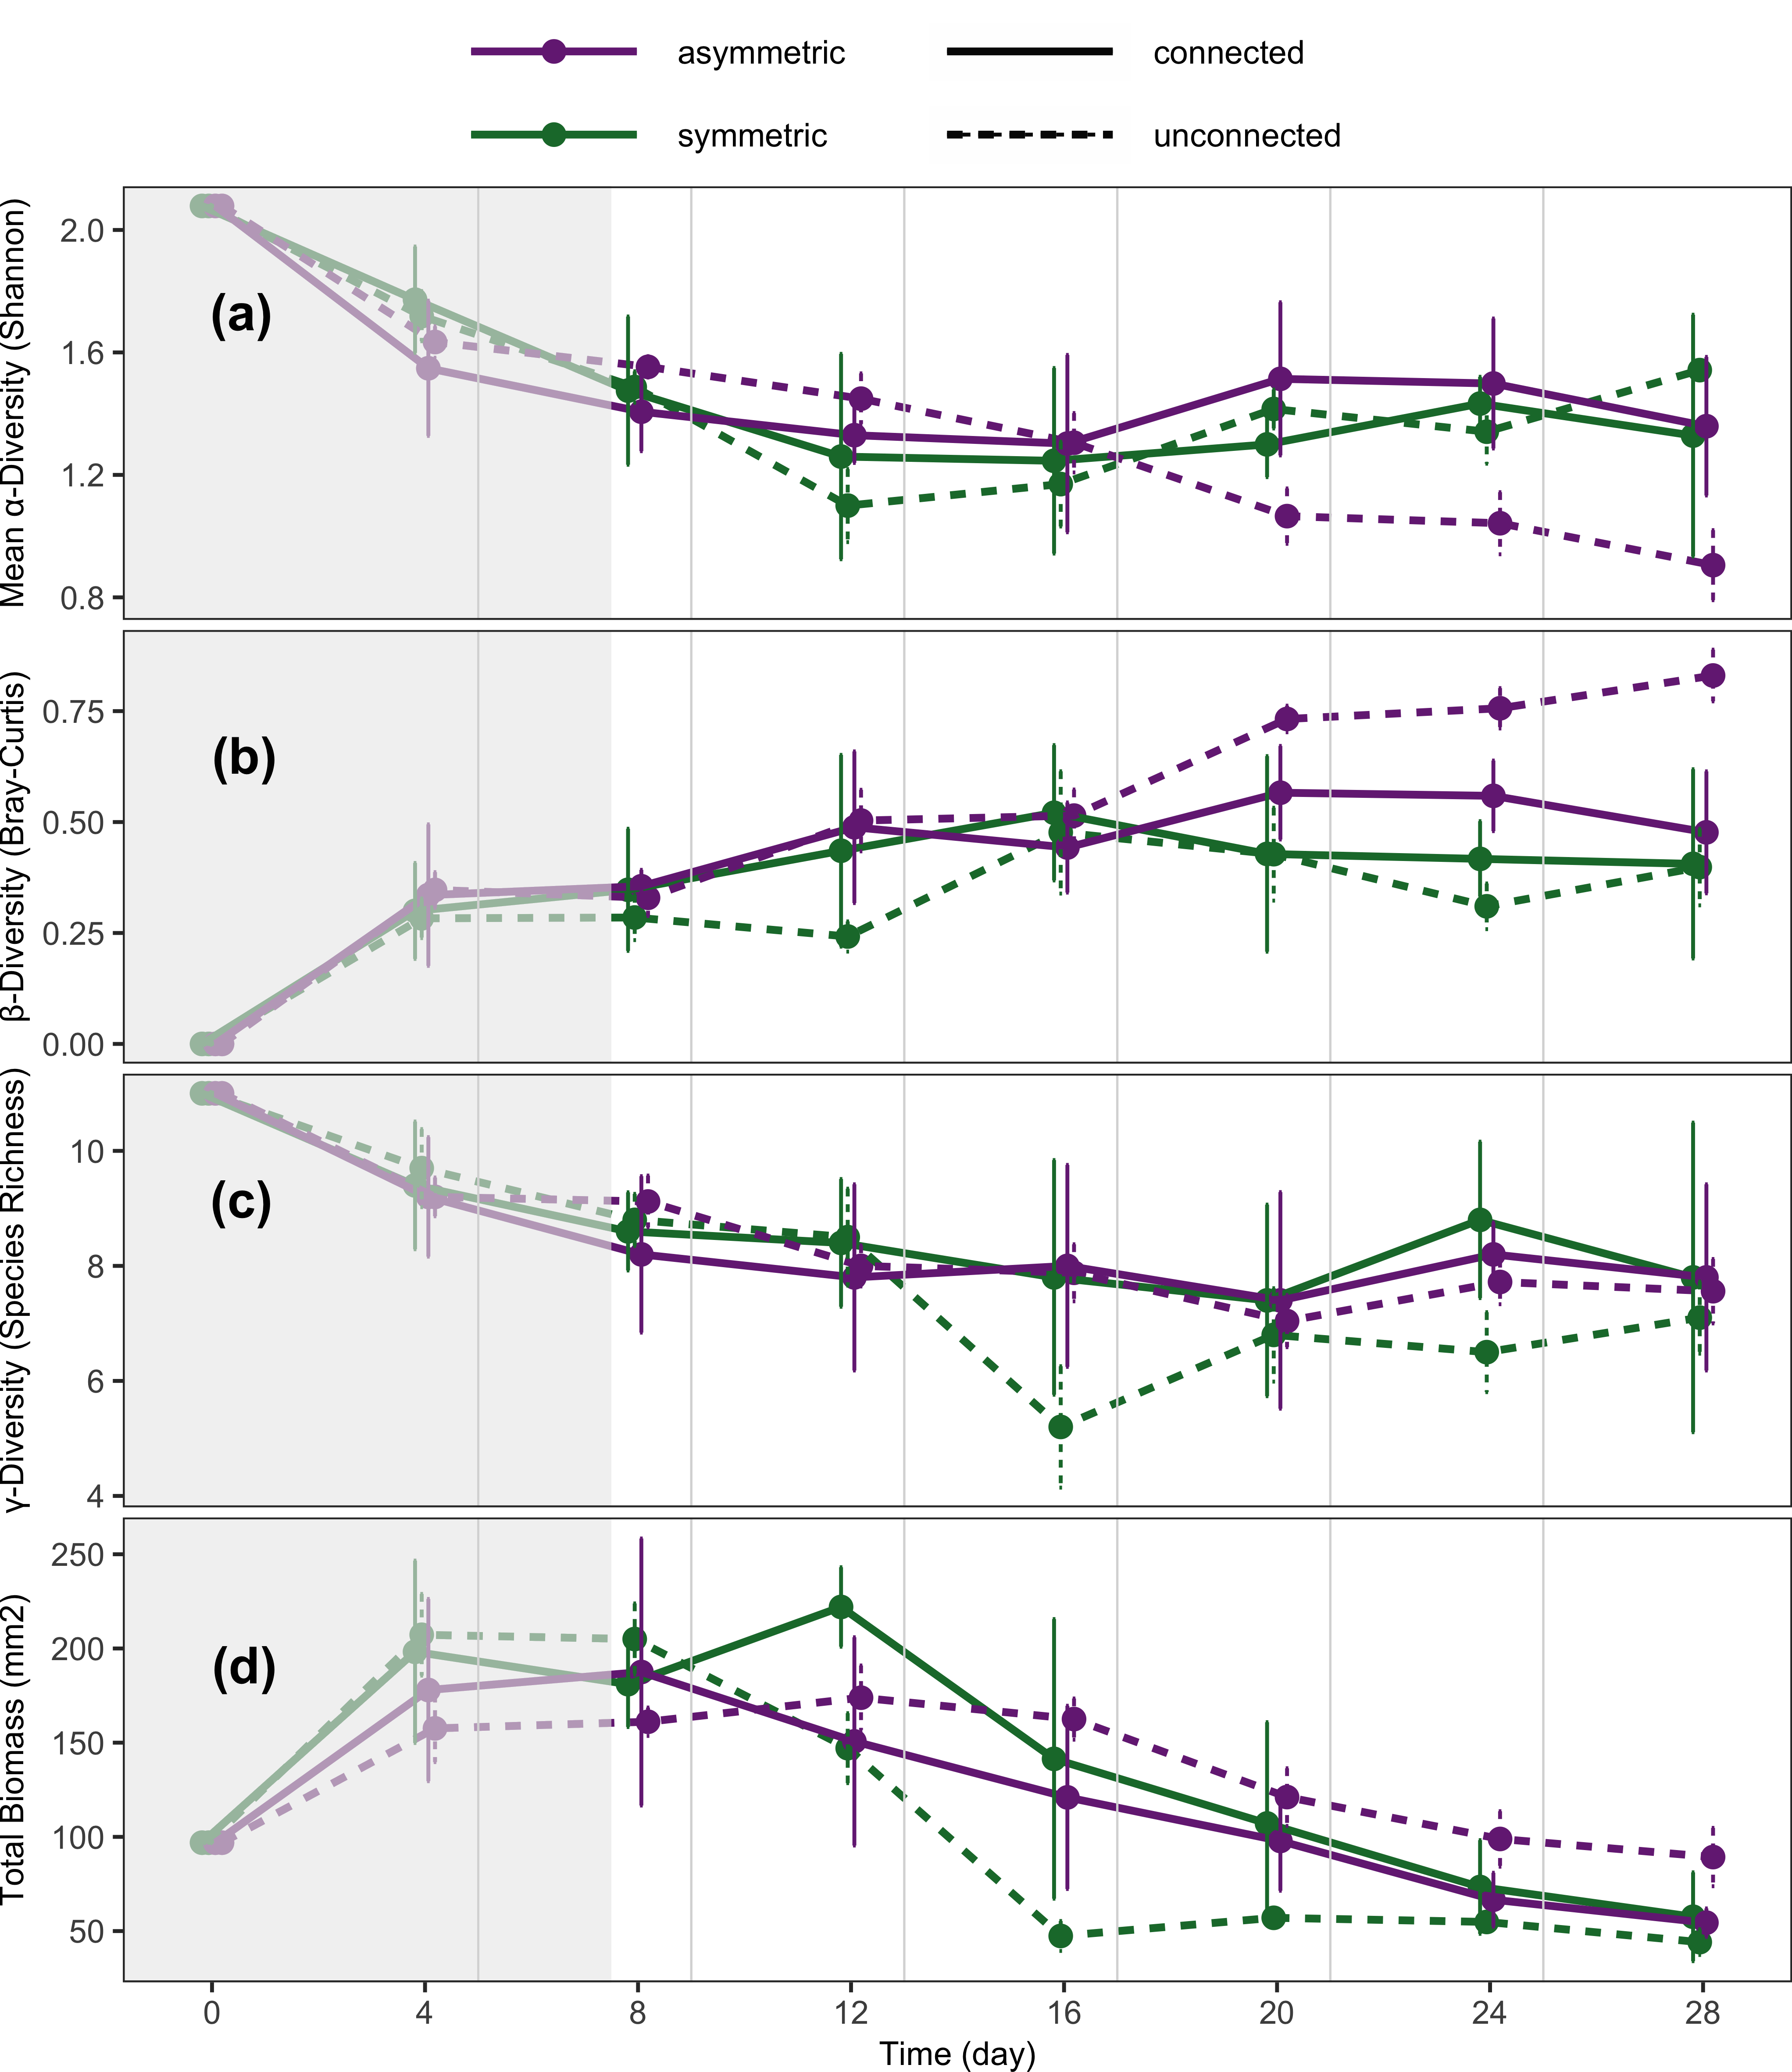 asymmetric
connected
symmetric
unconnected
Mean α-Diversity (Shannon)
2.0
1.6
1.2
0.8
(a)
β-Diversity (Bray-Curtis)
0.75
0.50
0.25
0.00
(b)
γ-Diversity (Species Richness)
10
8
6
4
(c)
Total Biomass (mm2)
250
200
150
100
50
(d)
0 4 8 12 16 20 24 28
Time (day)